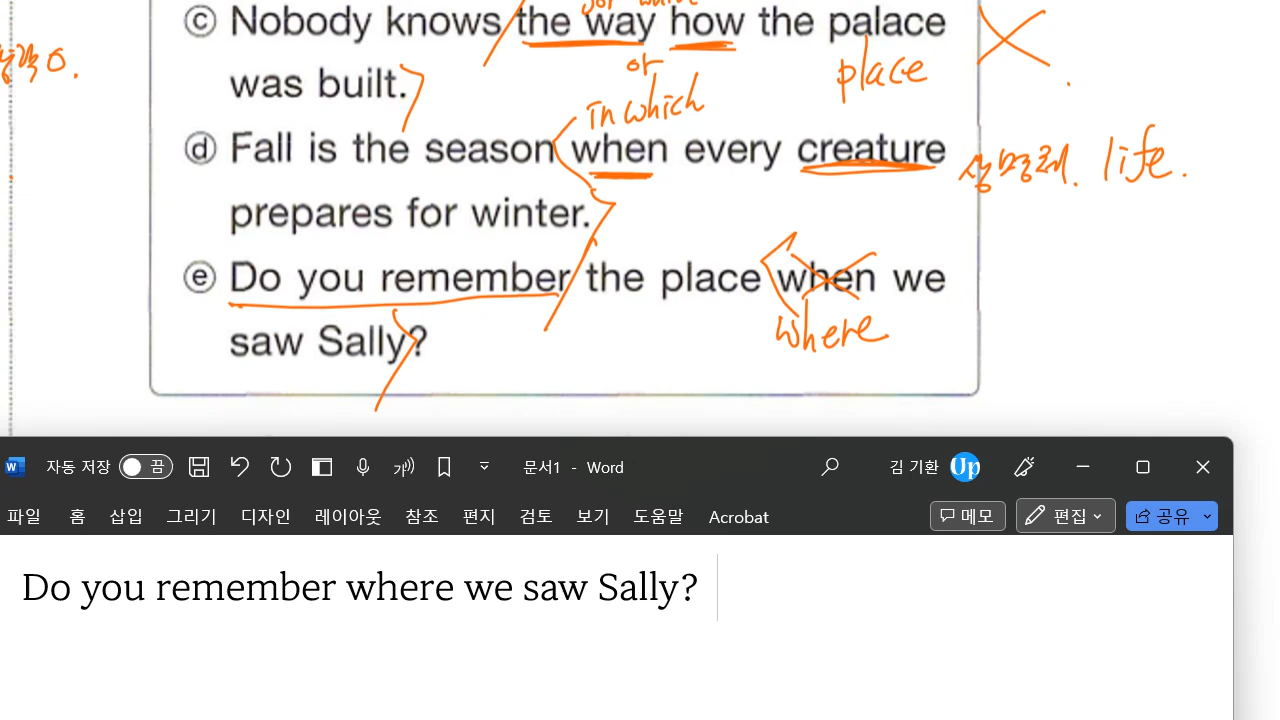 ⓒ Nobody knows the way how the palace
was built.
or
place
in which
ⓓ Fall is the season when every creature
생명체. life.
prepares for winter.
ⓔ Do you remember the place when we
where
saw Sally?
자동 저장 끔 가) 문서1 - Word 김 기환 Up
파일 홈 삽입 그리기 디자인 레이아웃 참조 편지 검토 보기 도움말 Acrobat 메모 편집 공유
Do you remember where we saw Sally?